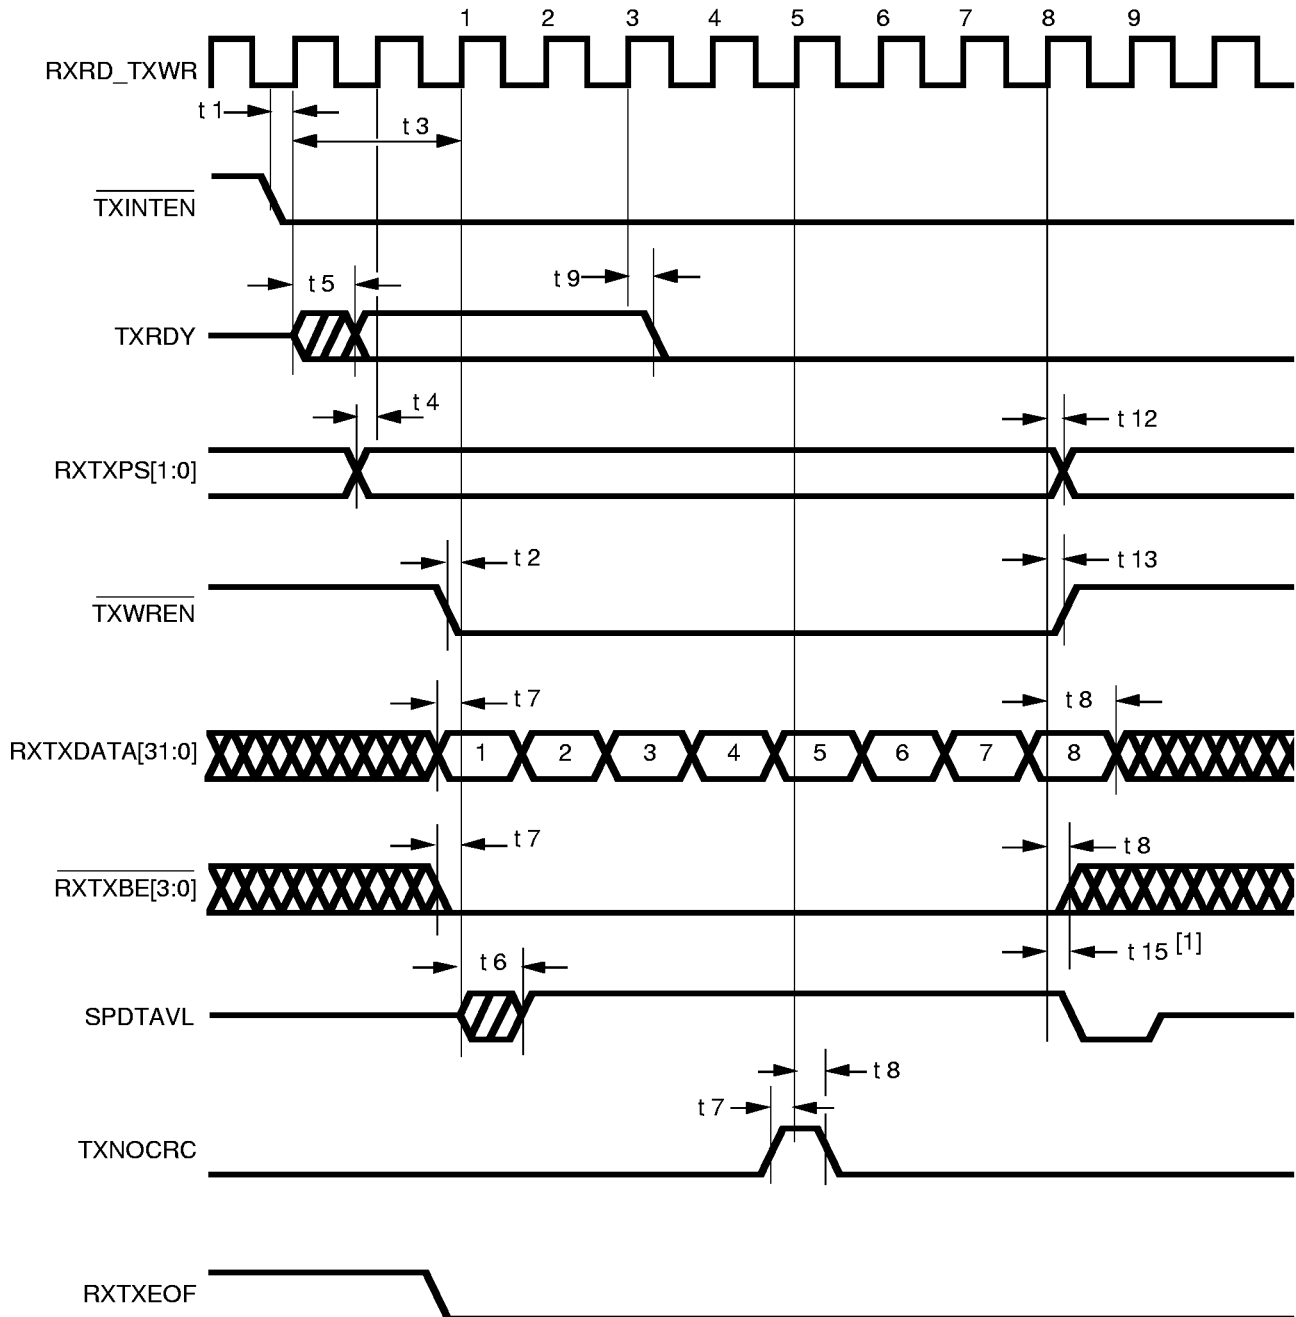 1 2 3 4 5 6 7 8 9
RXRD_TXWR
t 1
t 3
TXINTEN
t 5
t 9
TXRDY
t 4
t 12
RXTXPS[1:0]
t 2
t 13
TXWREN
t 7
t 8
RXTXDATA[31:0]
1 2 3 4 5 6 7 8
t 7
t 8
RXTXBE[3:0]
t 15 [1]
t 6
SPDTAVL
t 8
t 7
TXNOCRC
RXTXEOF